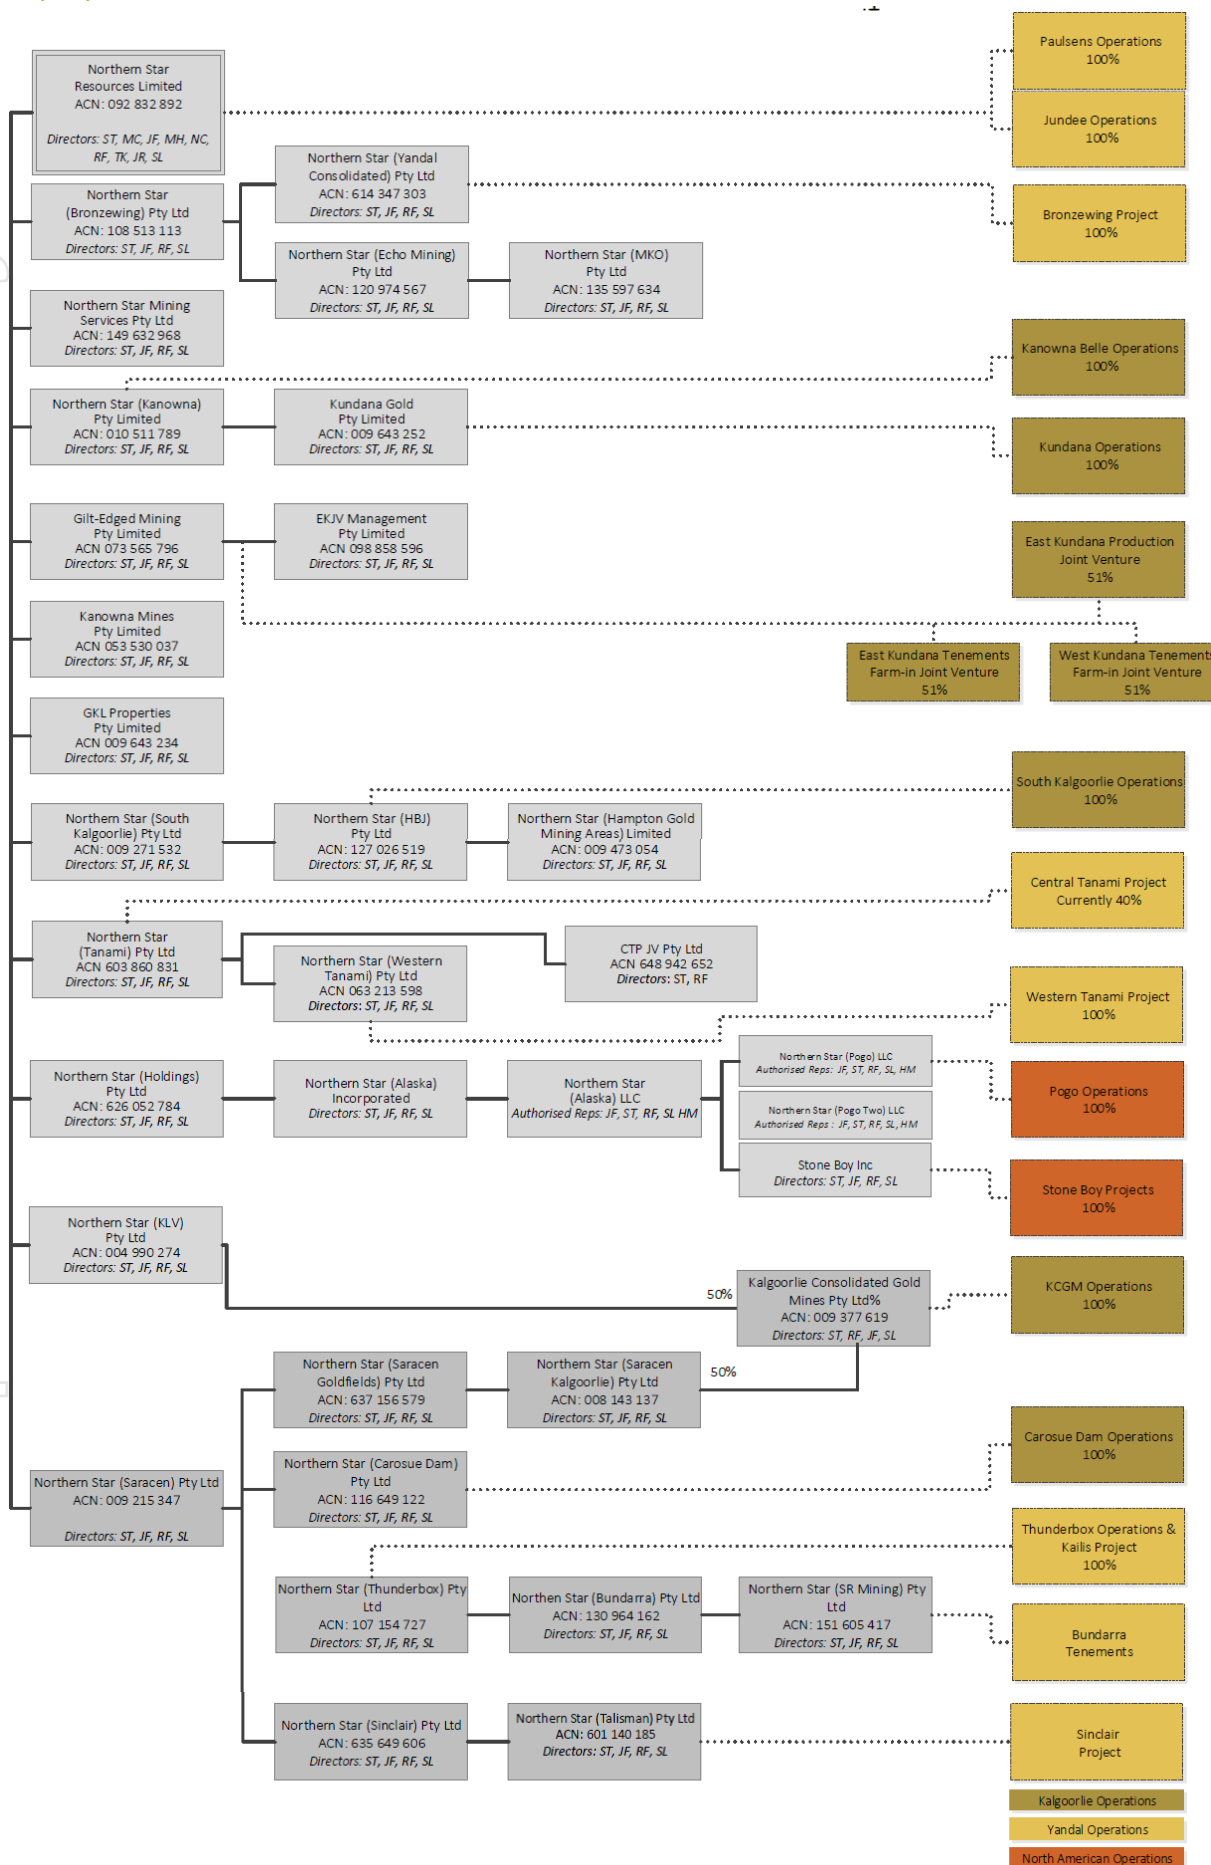 Northern Star
Resources Limited
ACN: 092 832 892
Directors: ST, MC, JF, MH, NC,
RF, TK, JR, SL
Paulsens Operations
100%
Jundee Operations
100%
Northern Star
(Bronzewing) Pty Ltd
ACN: 108 513 113
Directors: ST, JF, RF, SL
Northern Star (Yandal
Consolidated) Pty Ltd
ACN: 614 347 303
Directors: ST, JF, RF, SL
Bronzewing Project
100%
Northern Star (Echo Mining)
Pty Ltd
ACN: 120 974 567
Directors: ST, JF, RF, SL
Northern Star (MKO)
Pty Ltd
ACN: 135 597 634
Directors: ST, JF, RF, SL
Northern Star Mining
Services Pty Ltd
ACN: 149 632 968
Directors: ST, JF, RF, SL
Kanowna Belle Operations
100%
Northern Star (Kanowna)
Pty Limited
ACN: 010 511 789
Directors: ST, JF, RF, SL
Kundana Gold
Pty Limited
ACN: 009 643 252
Directors: ST, JF, RF, SL
Kundana Operations
100%
Gilt-Edged Mining
Pty Limited
ACN 073 565 796
Directors: ST, JF, RF, SL
EKJV Management
Pty Limited
ACN 098 858 596
Directors: ST, JF, RF, SL
East Kundana Production
Joint Venture
51%
East Kundana Tenements
Farm-in Joint Venture
51%
West Kundana Tenements
Farm-in Joint Venture
51%
Kanowna Mines
Pty Limited
ACN 053 530 037
Directors: ST, JF, RF, SL
GKL Properties
Pty Limited
ACN 009 643 234
Directors: ST, JF, RF, SL
South Kalgoorlie Operations
100%
Northern Star (South
Kalgoorlie) Pty Ltd
ACN: 009 271 532
Directors: ST, JF, RF, SL
Northern Star (HBJ)
Pty Ltd
ACN: 127 026 519
Directors: ST, JF, RF, SL
Northern Star (Hampton Gold
Mining Areas) Limited
ACN: 009 473 054
Directors: ST, JF, RF, SL
Central Tanami Project
Currently 40%
Northern Star
(Tanami) Pty Ltd
ACN 603 860 831
Directors: ST, JF, RF, SL
Northern Star (Western
Tanami) Pty Ltd
ACN 063 213 598
Directors: ST, JF, RF, SL
CTP JV Pty Ltd
ACN 648 942 652
Directors: ST, RF
Western Tanami Project
100%
Northern Star (Holdings)
Pty Ltd
ACN: 626 052 784
Directors: ST, JF, RF, SL
Northern Star (Alaska)
Incorporated
Directors: ST, JF, RF, SL
Northern Star
(Alaska) LLC
Authorised Reps: JF, ST, RF, SL HM
Northern Star (Pogo) LLC
Authorised Reps: JF, ST, RF, SL, HM
Northern Star (Pogo Two) LLC
Authorised Reps : JF, ST, RF, SL, HM
Stone Boy Inc
Directors: ST, JF, RF, SL
Pogo Operations
100%
Stone Boy Projects
100%
Northern Star (KLV)
Pty Ltd
ACN: 004 990 274
Directors: ST, JF, RF, SL
50%
Kalgoorlie Consolidated Gold
Mines Pty Ltd%
ACN: 009 377 619
Directors: ST, RF, JF, SL
KCGM Operations
100%
Northern Star (Saracen
Goldfields) Pty Ltd
ACN: 637 156 579
Directors: ST, JF, RF, SL
Northern Star (Saracen
Kalgoorlie) Pty Ltd
ACN: 008 143 137
Directors: ST, JF, RF, SL
50%
Northern Star (Saracen) Pty Ltd
ACN: 009 215 347
Directors: ST, JF, RF, SL
Northern Star (Carosue Dam)
Pty Ltd
ACN: 116 649 122
Directors: ST, JF, RF, SL
Carosue Dam Operations
100%
Thunderbox Operations &
Kailis Project
100%
Northern Star (Thunderbox) Pty
Ltd
ACN: 107 154 727
Directors: ST, JF, RF, SL
Northen Star (Bundarra) Pty Ltd
ACN: 130 964 162
Directors: ST, JF, RF, SL
Northern Star (SR Mining) Pty
Ltd
ACN: 151 605 417
Directors: ST, JF, RF, SL
Bundarra
Tenements
Northern Star (Sinclair) Pty Ltd
ACN: 635 649 606
Directors: ST, JF, RF, SL
Northern Star (Talisman) Pty Ltd
ACN: 601 140 185
Directors: ST, JF, RF, SL
Sinclair
Project
Kalgoorlie Operations
Yandal Operations
North American Operations